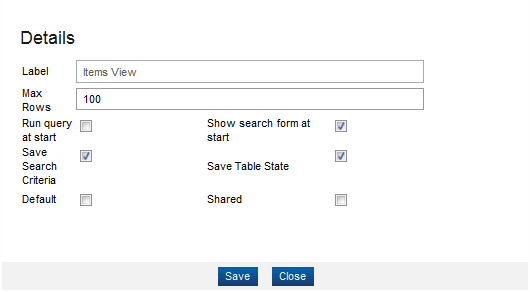 Details
Label Items View
Max
Rows 100
Run query
at start
Show search form at
start
Save
Search
Criteria
Save Table State
Default Shared
Save Close